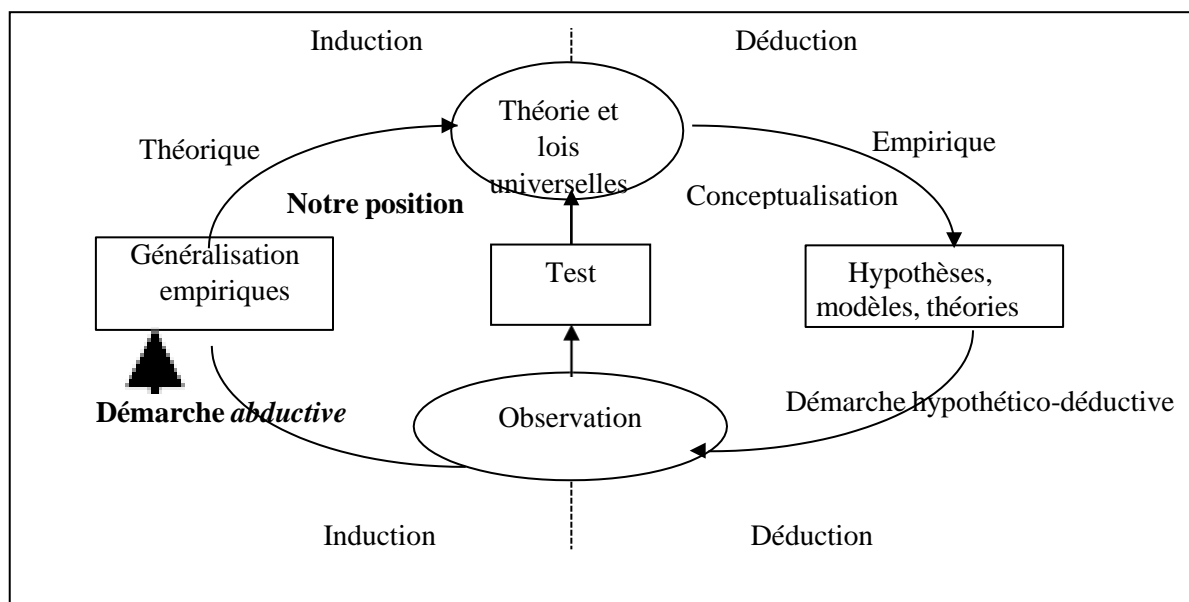 Induction
Déduction
Théorie et
lois
universelles
Théorique
Empirique
Notre position
Conceptualisation
Généralisation
empiriques
Test
Hypothèses,
modèles, théories
Démarche abductive
Observation
Démarche hypothético-déductive
Induction
Déduction